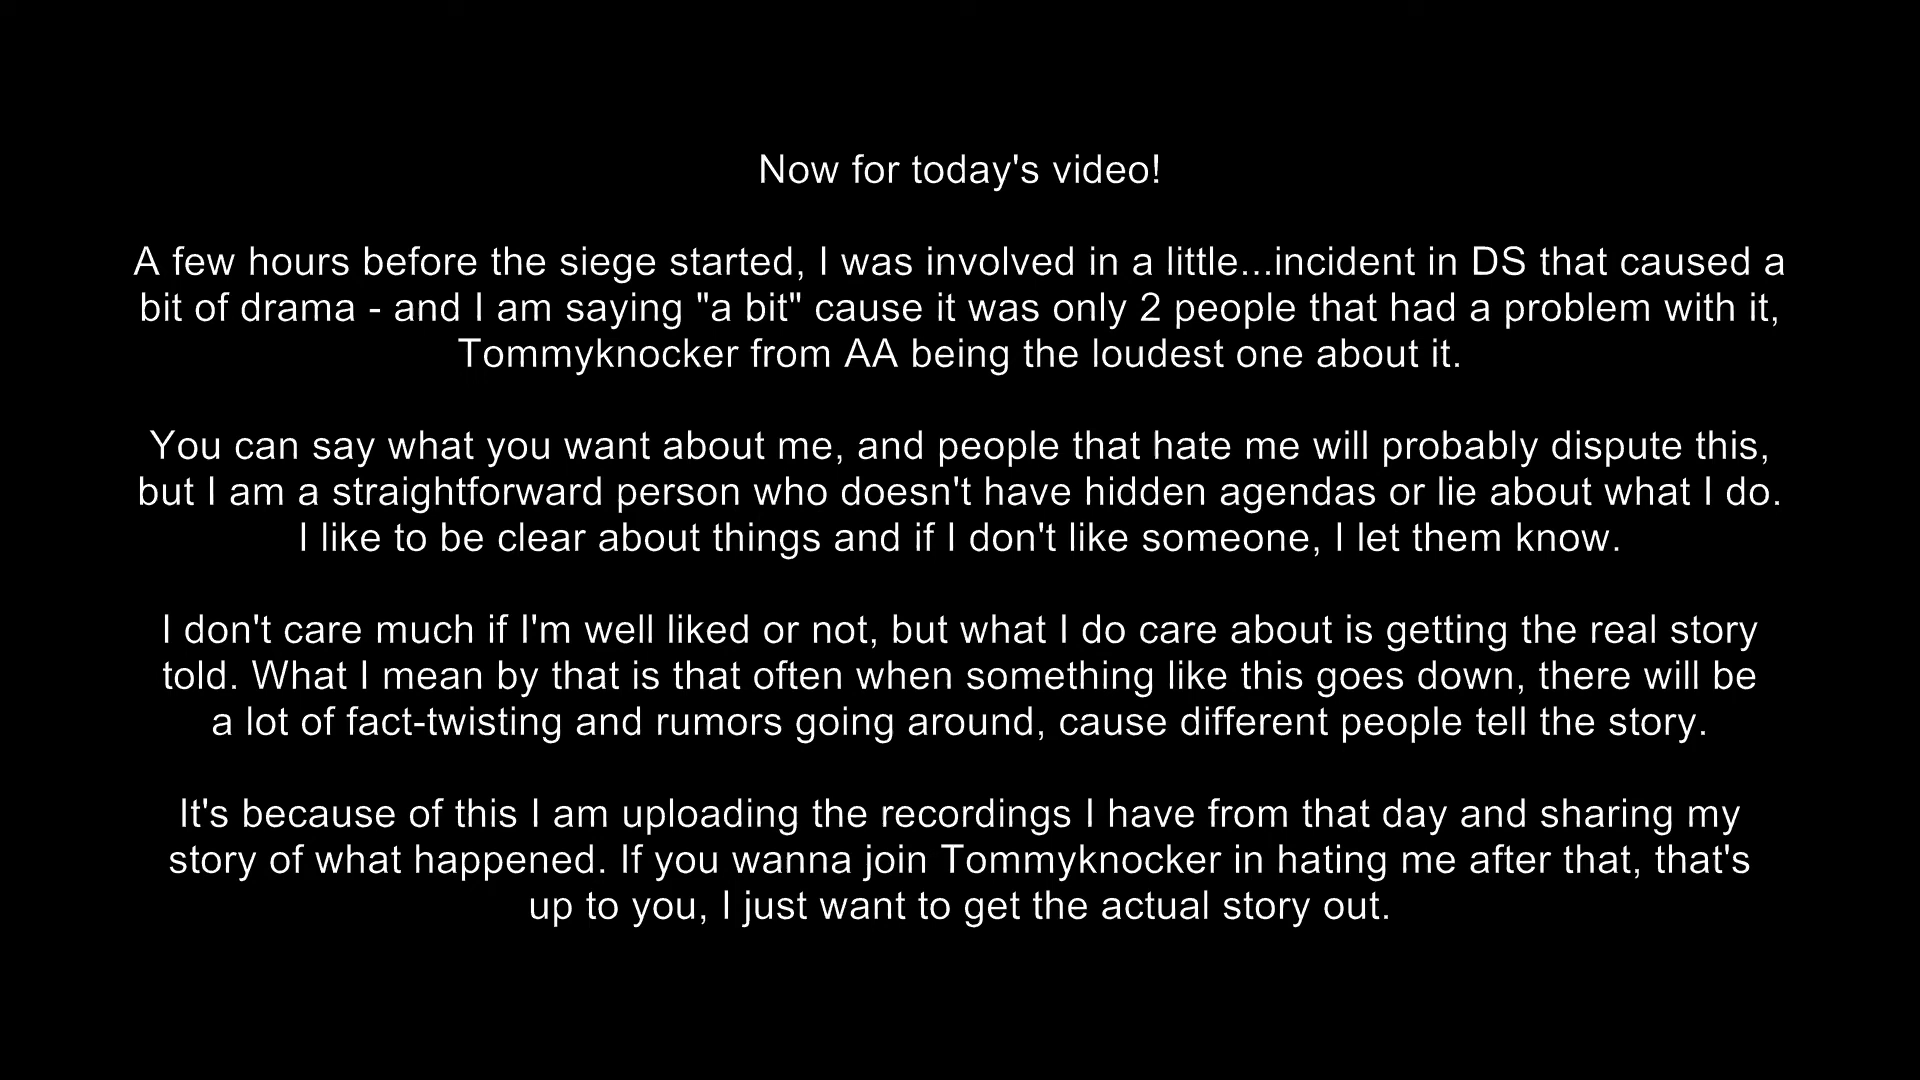 Now for today's video!
A few hours before the siege started, I was involved in a little...incident in DS that caused a
bit of drama - and I am saying "a bit" cause it was only 2 people that had a problem with it,
Tommyknocker from AA being the loudest one about it.
You can say what you want about me, and people that hate me will probably dispute this,
but I am a straightforward person who doesn't have hidden agendas or lie about what I do.
I like to be clear about things and if I don't like someone, I let them know.
I don't care much if I'm well liked or not, but what I do care about is getting the real story
told. What I mean by that is that often when something like this goes down, there will be
a lot of fact-twisting and rumors going around, cause different people tell the story.
It's because of this I am uploading the recordings I have from that day and sharing my
story of what happened. If you wanna join Tommyknocker in hating me after that, that's
up to you, I just want to get the actual story out.